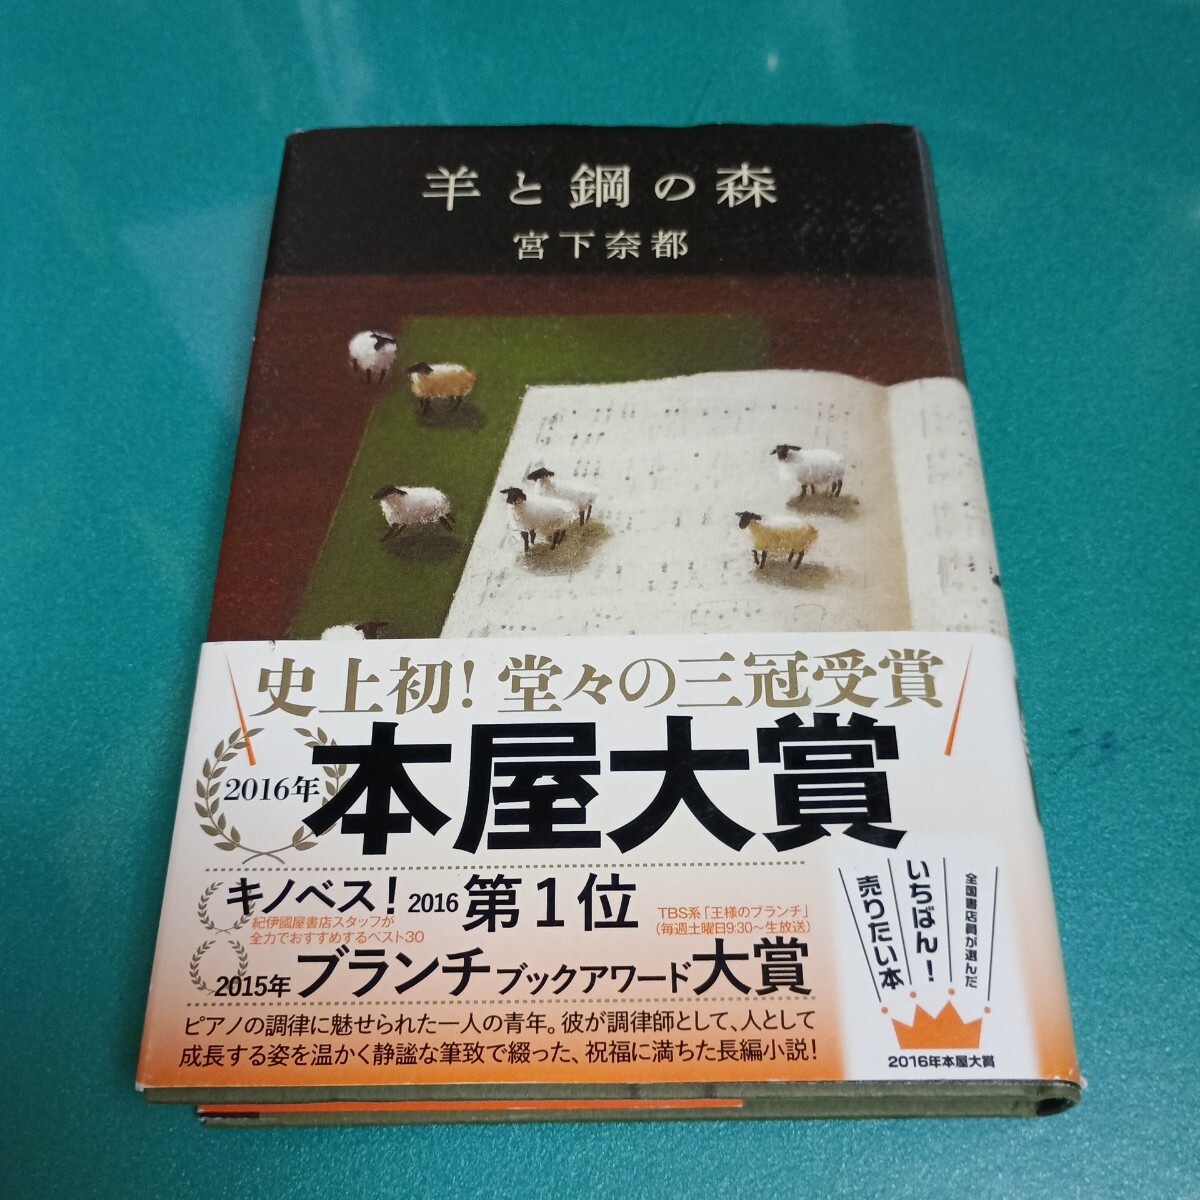 羊と鋼の森
宮下奈都
史上初！堂々の三冠受賞
2016年 本屋大賞
キノベス！2016 第1位
紀伊國屋書店スタッフが
全力でおすすめするベスト30
TBS系「王様のブランチ」
（毎週土曜日9:30～生放送）
2015年 ブランチブックアワード大賞
ピアノの調律に魅せられた一人の青年。彼が調律師として、人として
成長する姿を温かく静謐な筆致で綴った、祝福に満ちた長編小説！
全国書店員が選んだ
いちばん！
売りたい本
2016年本屋大賞